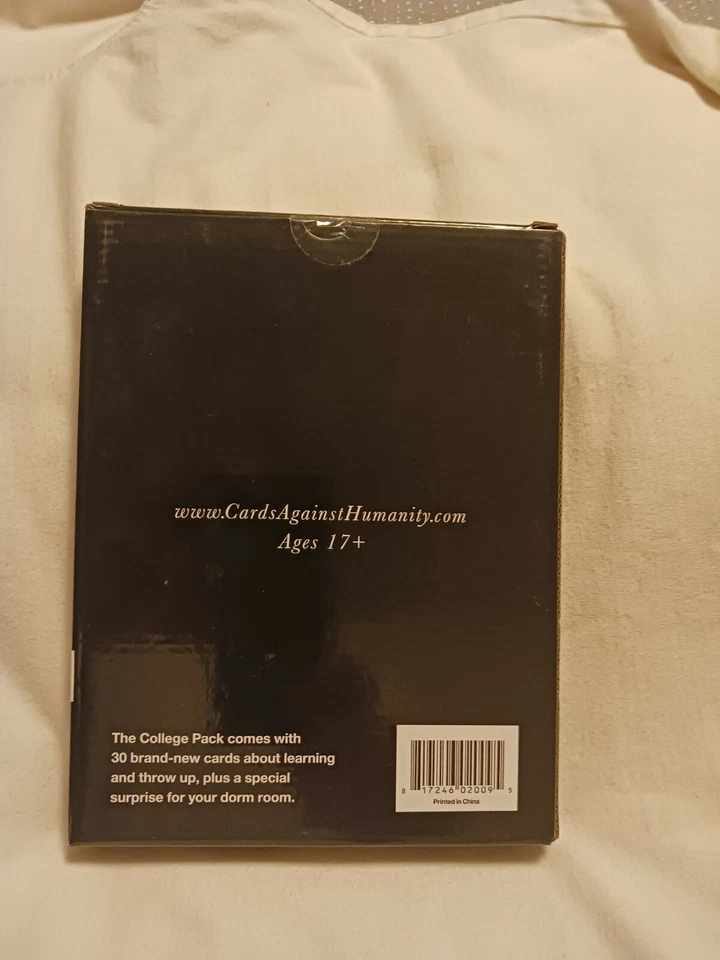 www.CardsAgainstHumanity.com
Ages 17+
The College Pack comes with
30 brand-new cards about learning
and throw up, plus a special
surprise for your dorm room.
8 17246 02009 5
Printed in China